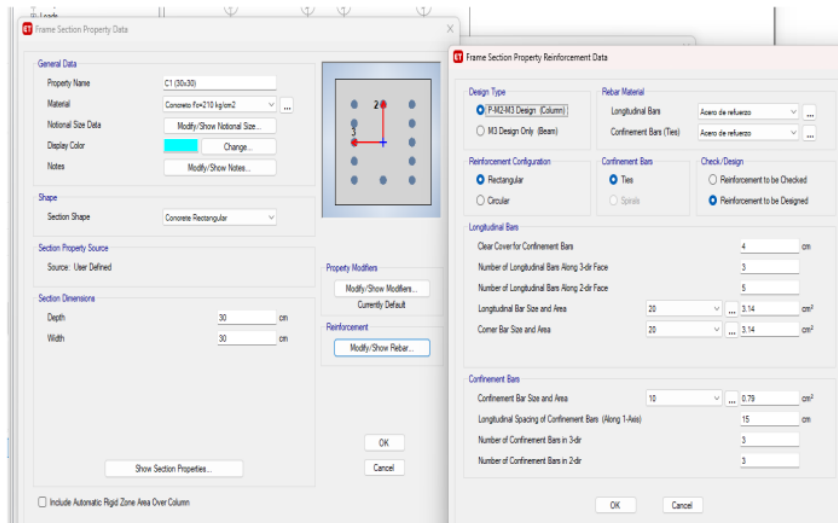 Loads
ET Frame Section Property Data
General Data
Property Name C1 (30x30)
Material Concreto f'c=210 kg/cm2 ...
Notional Size Data Modify/Show Notional Size...
Display Color Change...
Notes Modify/Show Notes...
Shape
Section Shape Concrete Rectangular
Section Property Source
Source: User Defined
Section Dimensions
Depth 30 cm
Width 30 cm
Show Section Properties...
Include Automatic Rigid Zone Area Over Column
2
3
Property Modifiers
Modify/Show Modifiers...
Currently Default
Reinforcement
Modify/Show Rebar...
OK
Cancel
ET Frame Section Property Reinforcement Data
Design Type
P-M2-M3 Design (Column)
M3 Design Only (Beam)
Rebar Material
Longitudinal Bars Acero de refuerzo ...
Confinement Bars (Ties) Acero de refuerzo ...
Reinforcement Configuration
Rectangular
Circular
Confinement Bars
Ties
Spirals
Check/Design
Reinforcement to be Checked
Reinforcement to be Designed
Longitudinal Bars
Clear Cover for Confinement Bars 4 cm
Number of Longitudinal Bars Along 3-dir Face 3
Number of Longitudinal Bars Along 2-dir Face 5
Longitudinal Bar Size and Area 20 ... 3.14 cm²
Corner Bar Size and Area 20 ... 3.14 cm²
Confinement Bars
Confinement Bar Size and Area 10 ... 0.79 cm²
Longitudinal Spacing of Confinement Bars (Along 1-Axis) 15 cm
Number of Confinement Bars in 3-dir 3
Number of Confinement Bars in 2-dir 3
OK Cancel